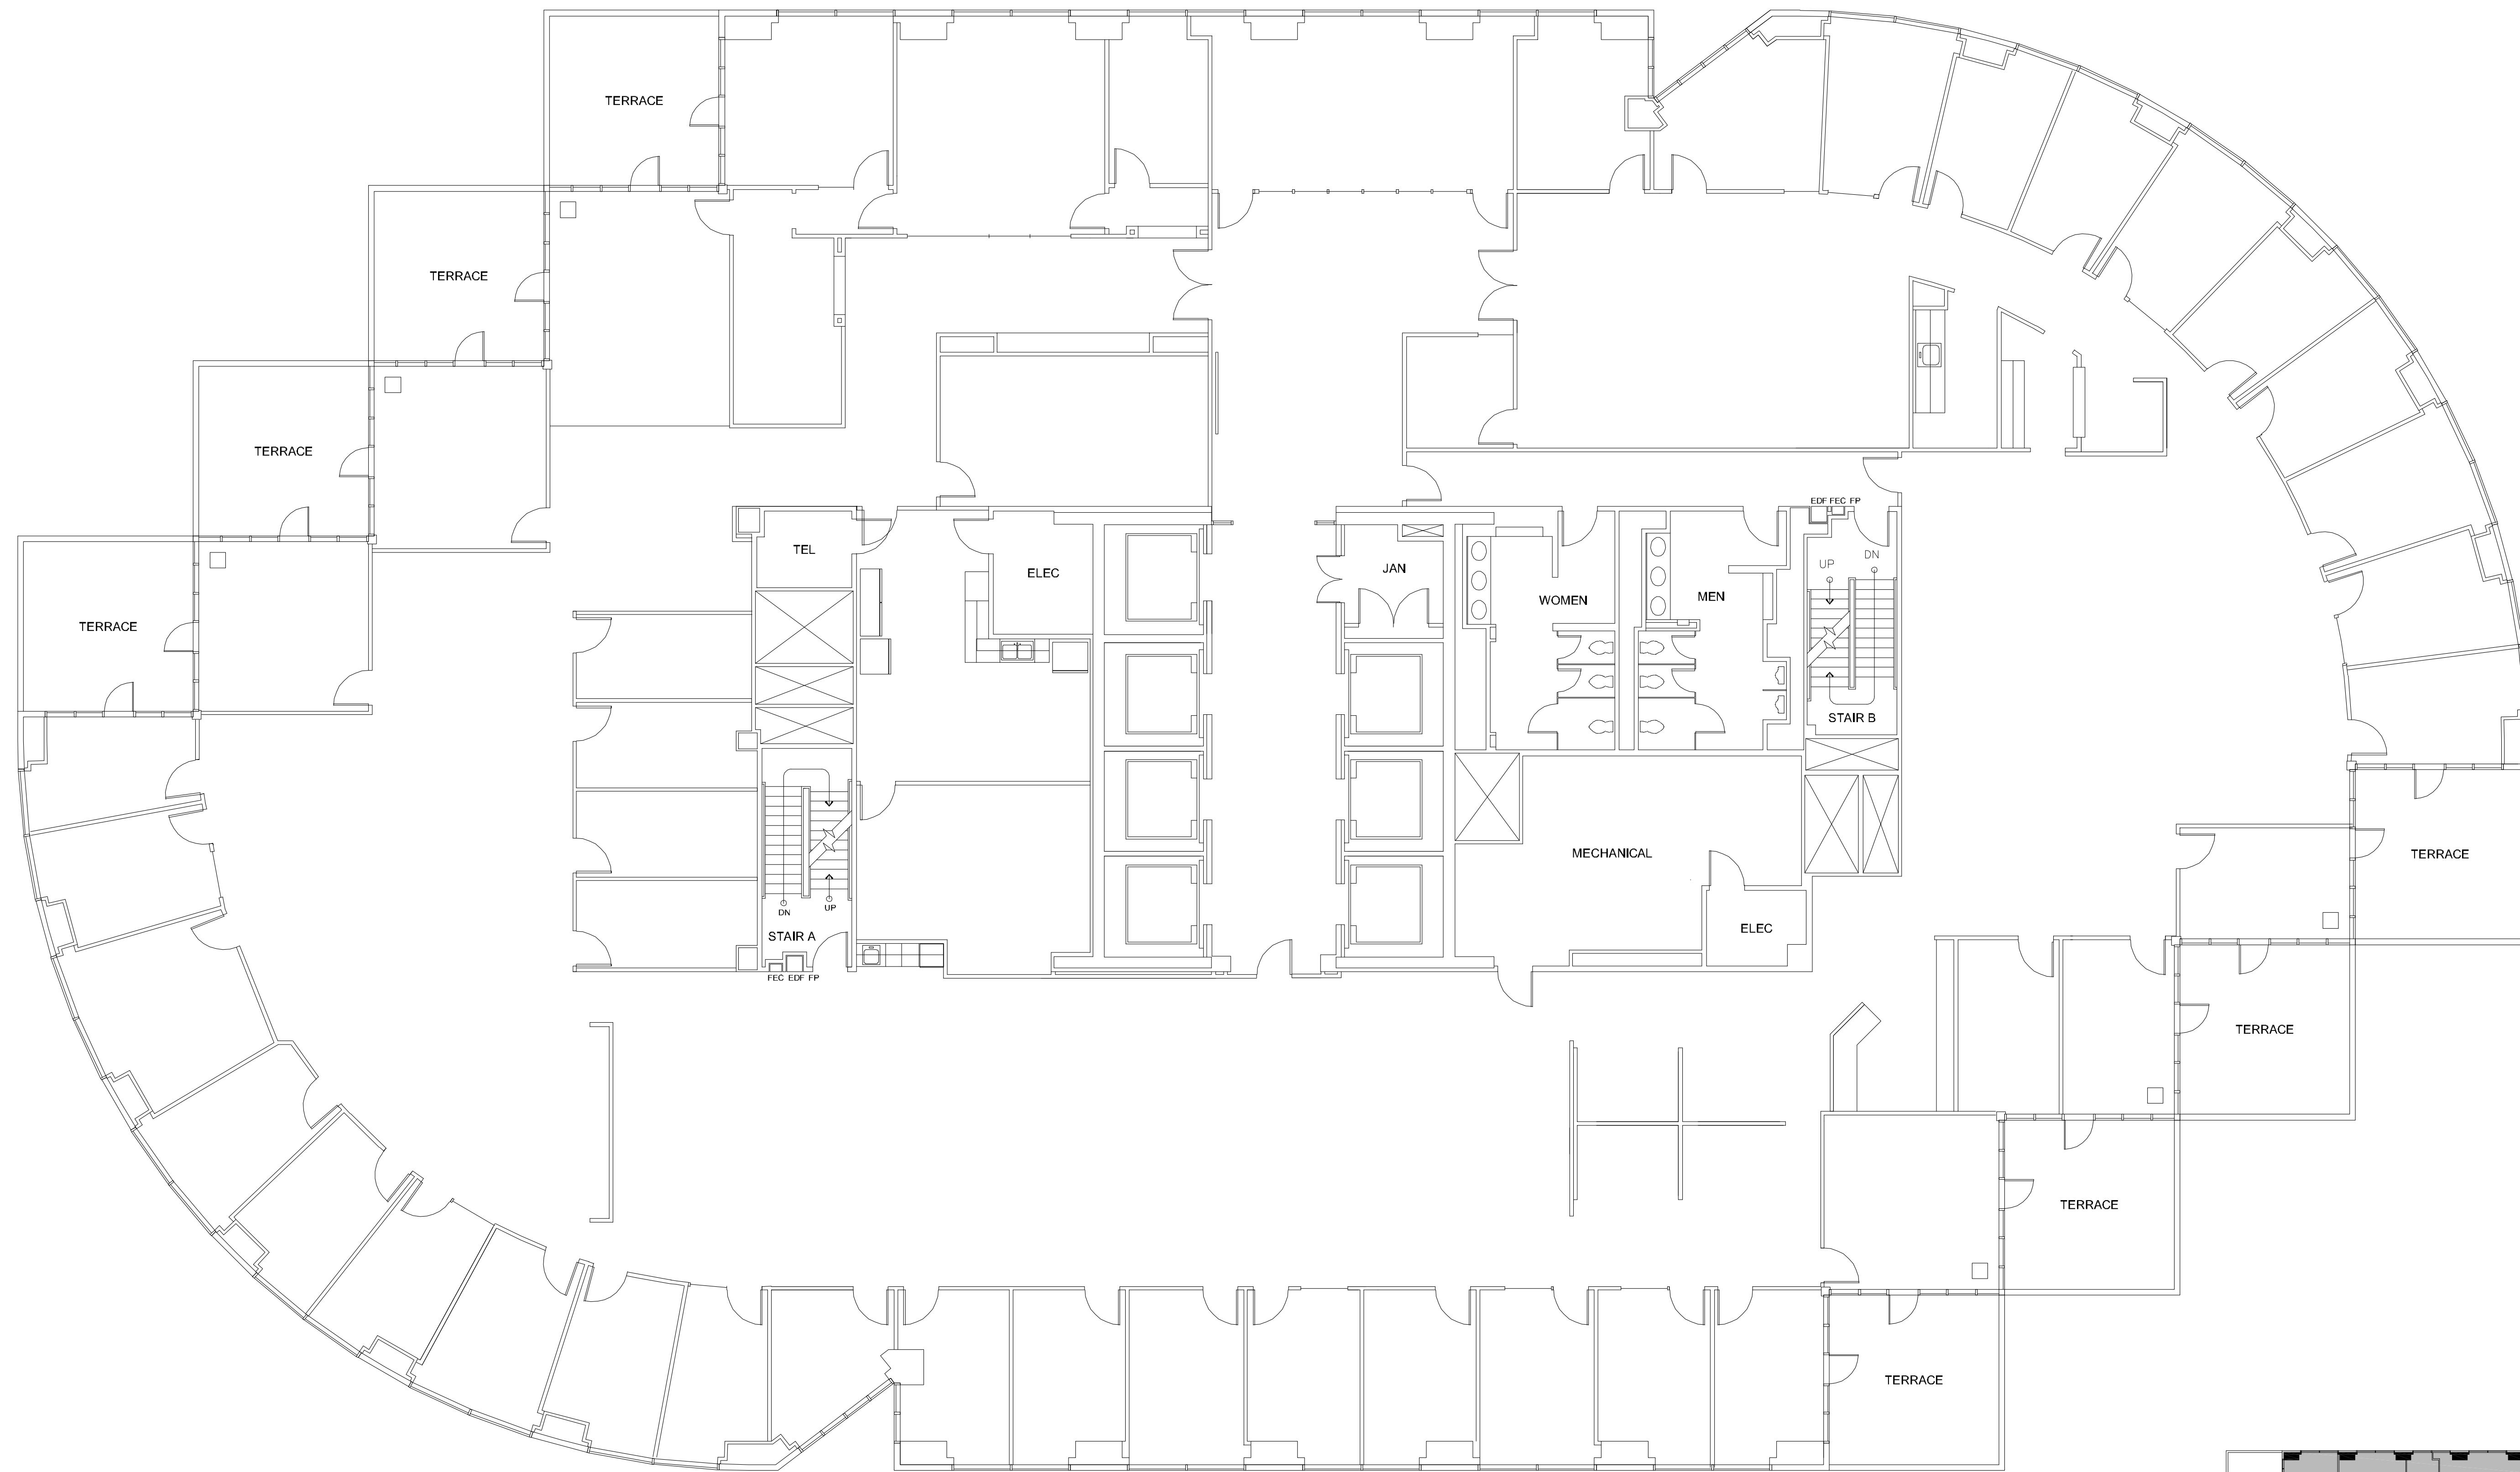 TERRACE
TERRACE
TERRACE
EDF FEC FP
TEL
DN
UP
ELEC
JAN
WOMEN
MEN
TERRACE
STAIR B
MECHANICAL
TERRACE
DN
UP
STAIR A
ELEC
FEC EDF FP
TERRACE
TERRACE
TERRACE